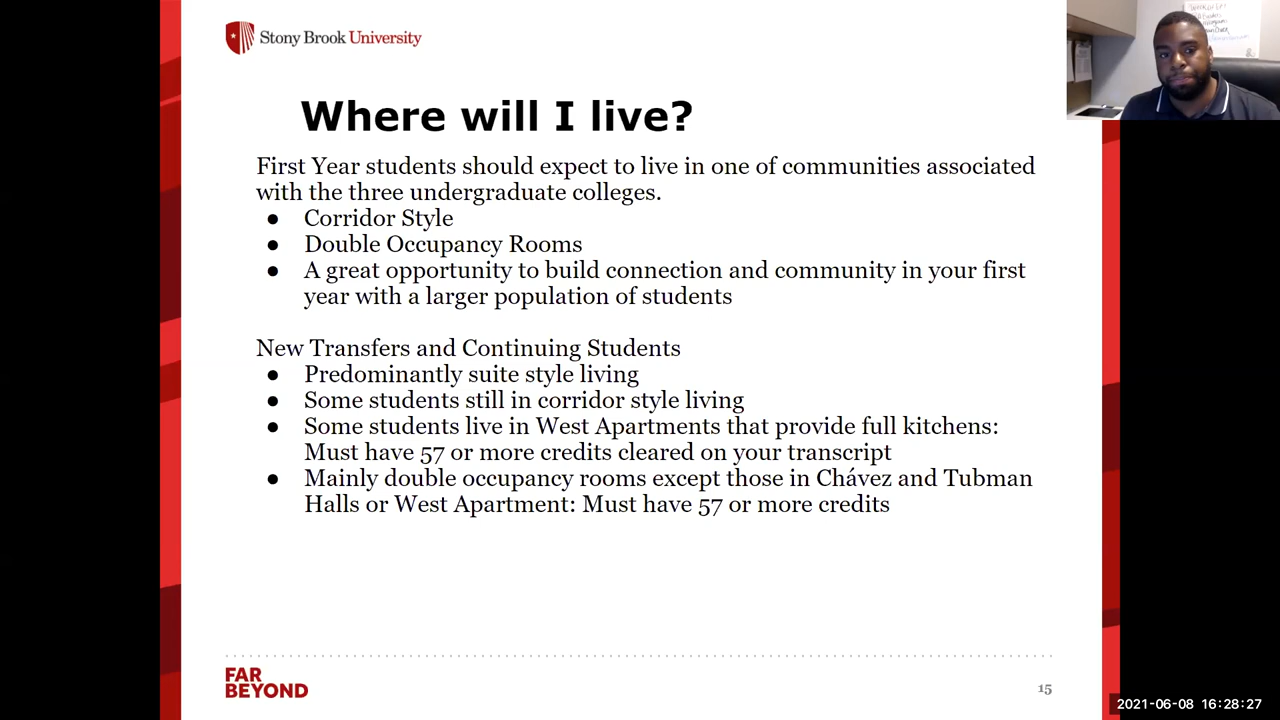 Stony Brook University
Where will I live?
First Year students should expect to live in one of communities associated
with the three undergraduate colleges.
● Corridor Style
● Double Occupancy Rooms
● A great opportunity to build connection and community in your first
year with a larger population of students
New Transfers and Continuing Students
● Predominantly suite style living
● Some students still in corridor style living
● Some students live in West Apartments that provide full kitchens:
Must have 57 or more credits cleared on your transcript
● Mainly double occupancy rooms except those in Chávez and Tubman
Halls or West Apartment: Must have 57 or more credits
FAR
BEYOND
15
2021-06-08 16:28:27